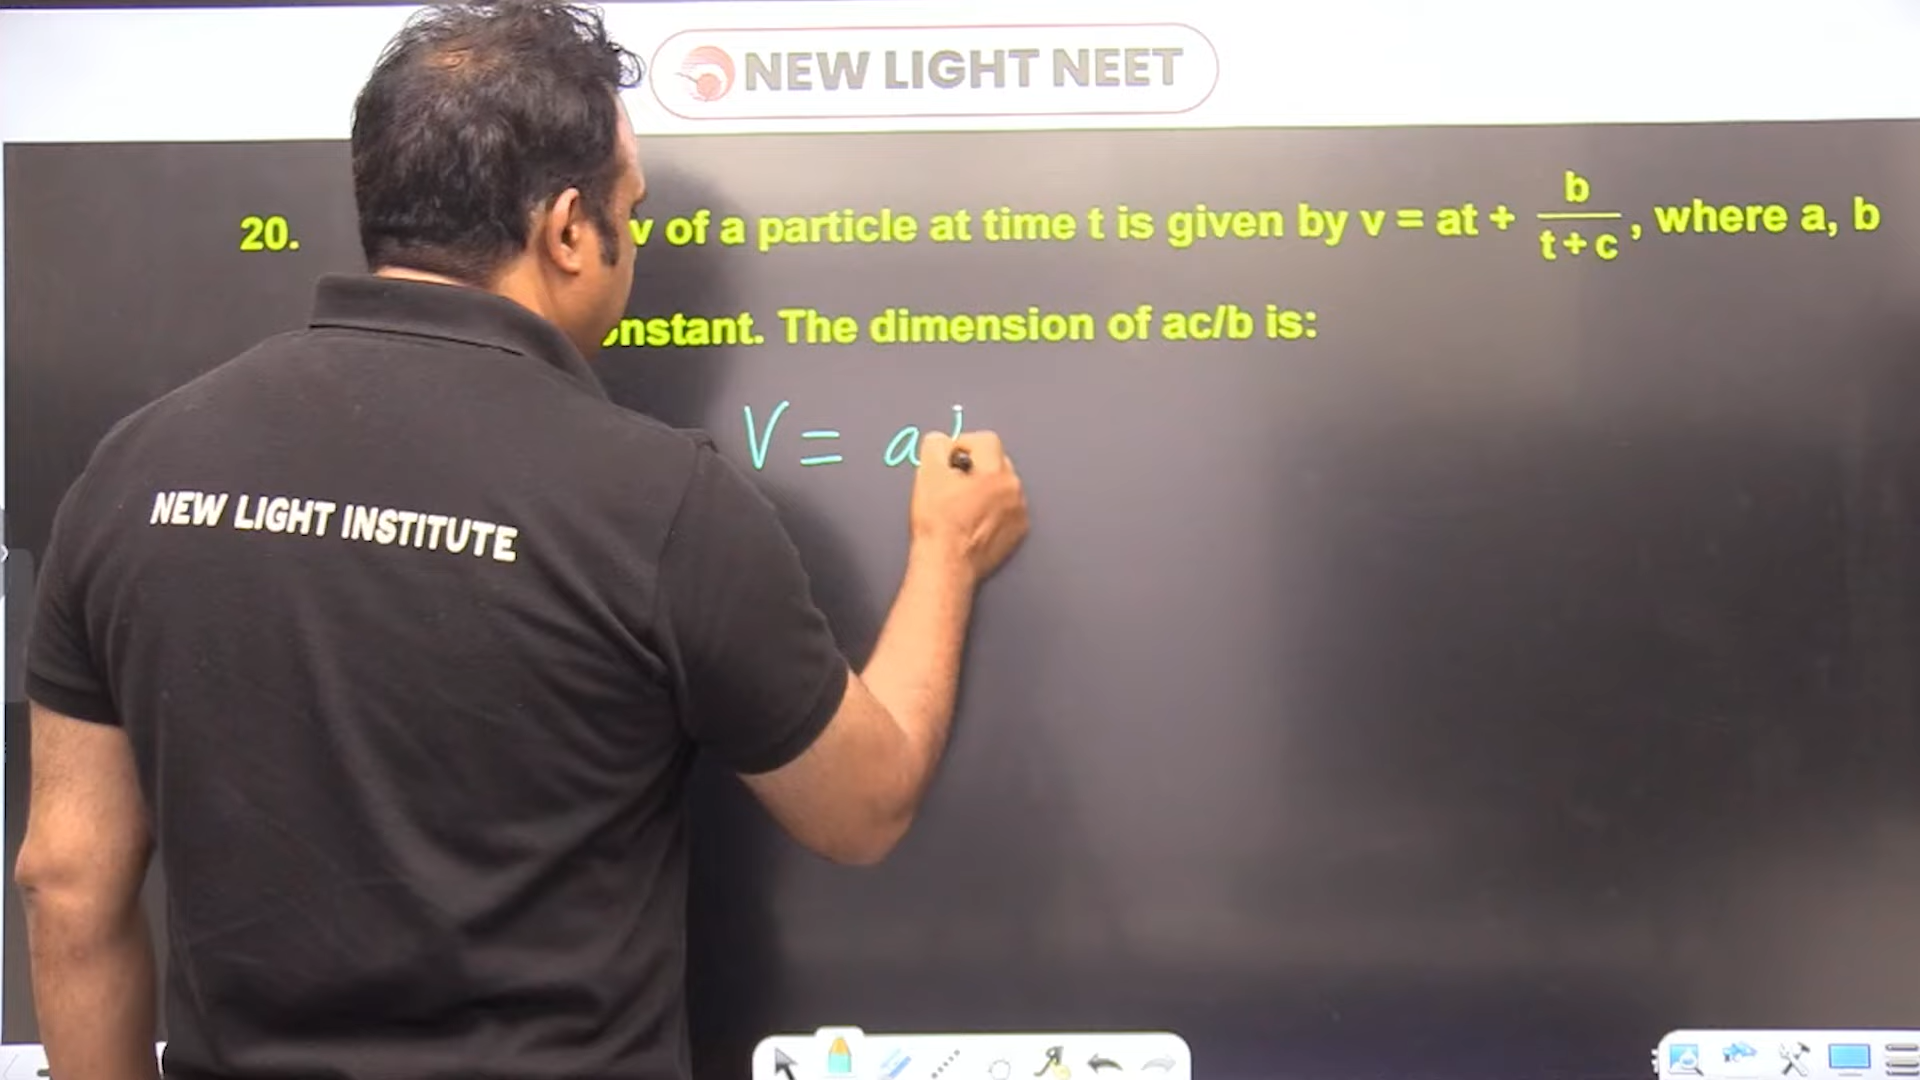 NEW LIGHT NEET
20. v of a particle at time t is given by v = at + b/(t + c), where a, b
onstant. The dimension of ac/b is:
V = a
NEW LIGHT INSTITUTE